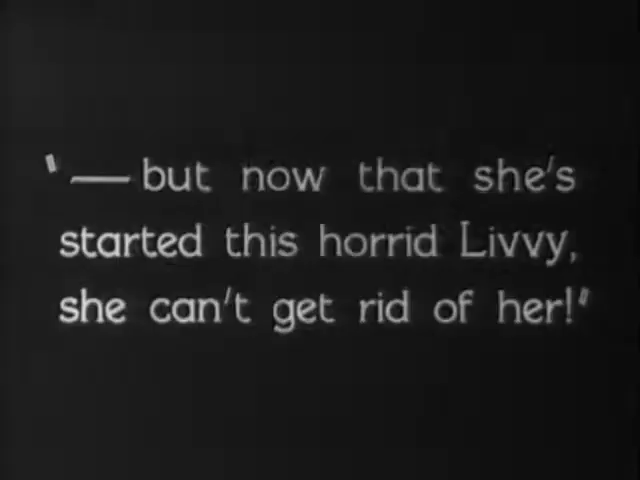 "—but now that she's
started this horrid Livvy,
she can't get rid of her!"